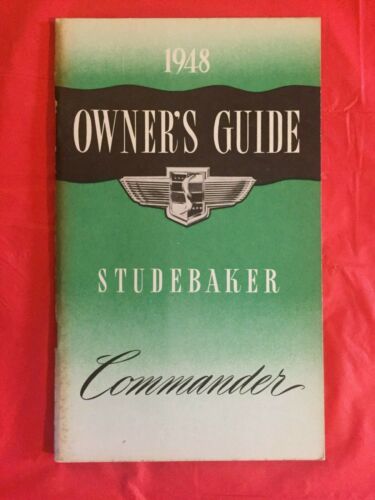 1948
OWNER'S GUIDE
STUDEBAKER
Commander